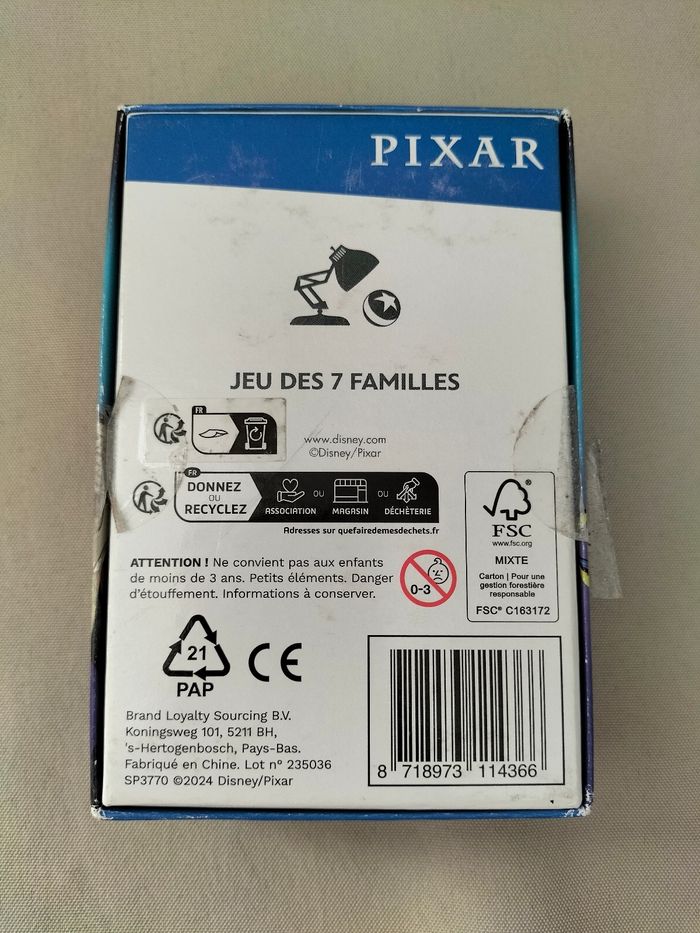 PIXAR
JEU DES 7 FAMILLES
FR
www.disney.com
©Disney/Pixar
FR
DONNEZ
OU
RECYCLEZ
ASSOCIATION
OU
MAGASIN
OU
DÉCHÈTERIE
Adresses sur quefairedemesdechets.fr
ATTENTION ! Ne convient pas aux enfants
de moins de 3 ans. Petits éléments. Danger
d'étouffement. Informations à conserver.
0-3
®
FSC
www.fsc.org
MIXTE
Carton | Pour une
gestion forestière
responsable
FSC® C163172
21
PAP
CE
Brand Loyalty Sourcing B.V.
Koningsweg 101, 5211 BH,
's-Hertogenbosch, Pays-Bas.
Fabriqué en Chine. Lot n° 235036
SP3770 ©2024 Disney/Pixar
8 718973 114366